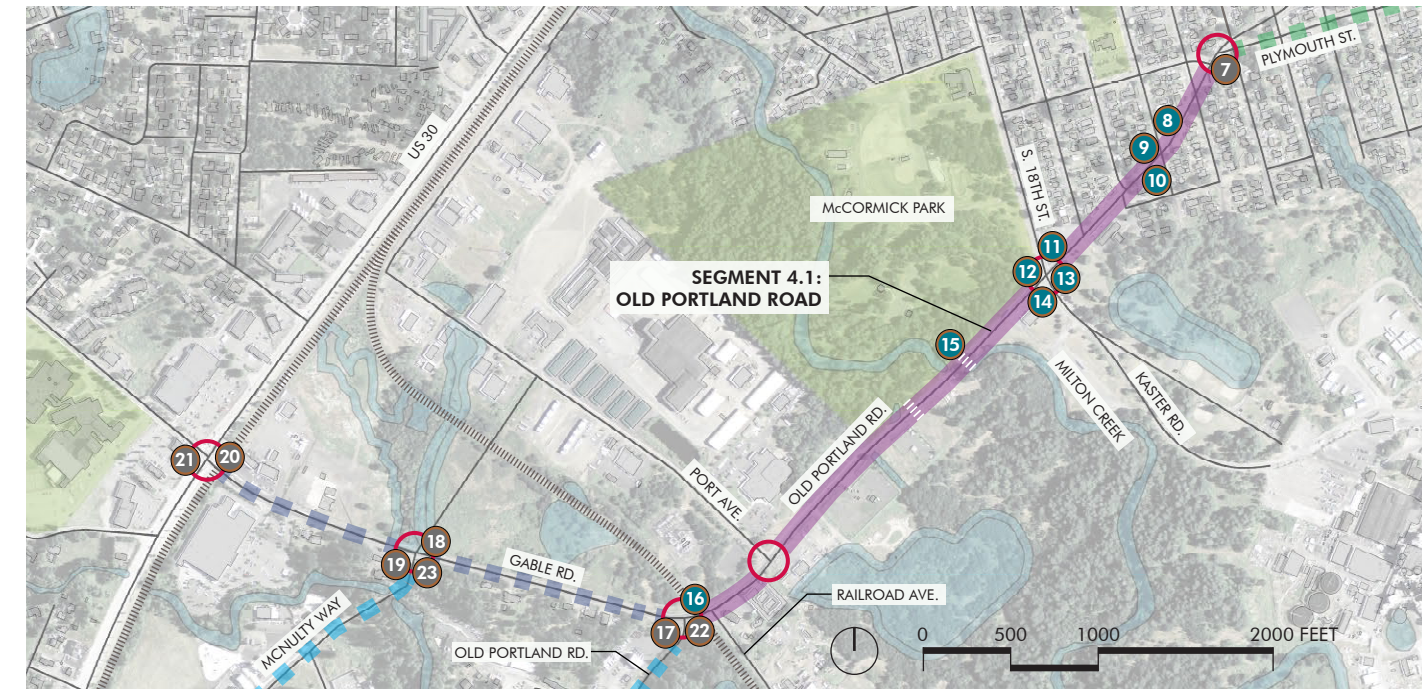 PLYMOUTH ST.
7
US 30
8
9
10
S. 18TH ST.
McCORMICK PARK
11
12
13
14
SEGMENT 4.1:
OLD PORTLAND ROAD
15
MILTON CREEK
KASTER RD.
OLD PORTLAND RD.
PORT AVE.
21
20
18
19
23
GABLE RD.
16
17
22
RAILROAD AVE.
MCNULTY WAY
OLD PORTLAND RD.
0 500 1000 2000 FEET